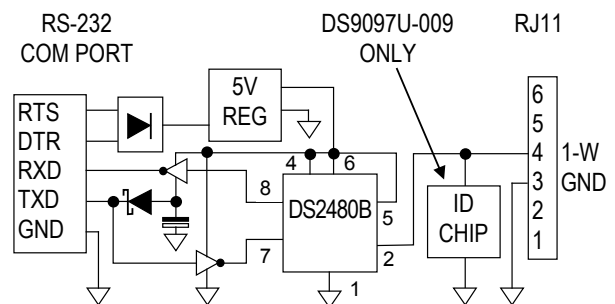 RS-232
COM PORT
DS9097U-009
ONLY
RJ11
RTS
DTR
RXD
TXD
GND
5V
REG
4
6
8
7
DS2480B
5
2
1
ID
CHIP
6
5
4
3
2
1
1-W
GND